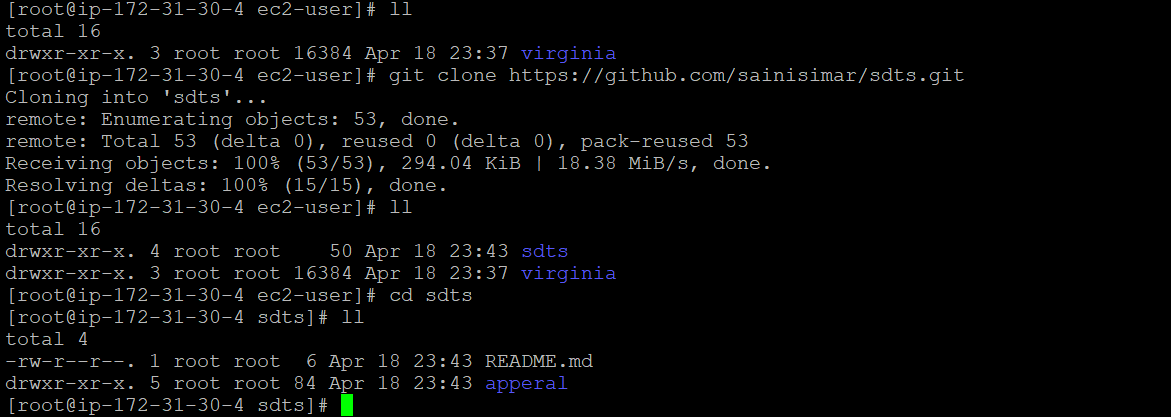 [root@ip-172-31-30-4 ec2-user]# ll
total 16
drwxr-xr-x. 3 root root 16384 Apr 18 23:37 virginia
[root@ip-172-31-30-4 ec2-user]# git clone https://github.com/sainisimar/sdts.git
Cloning into 'sdts'...
remote: Enumerating objects: 53, done.
remote: Total 53 (delta 0), reused 0 (delta 0), pack-reused 53
Receiving objects: 100% (53/53), 294.04 KiB | 18.38 MiB/s, done.
Resolving deltas: 100% (15/15), done.
[root@ip-172-31-30-4 ec2-user]# ll
total 16
drwxr-xr-x. 4 root root    50 Apr 18 23:43 sdts
drwxr-xr-x. 3 root root 16384 Apr 18 23:37 virginia
[root@ip-172-31-30-4 ec2-user]# cd sdts
[root@ip-172-31-30-4 sdts]# ll
total 4
-rw-r--r--. 1 root root  6 Apr 18 23:43 README.md
drwxr-xr-x. 5 root root 84 Apr 18 23:43 apperal
[root@ip-172-31-30-4 sdts]#